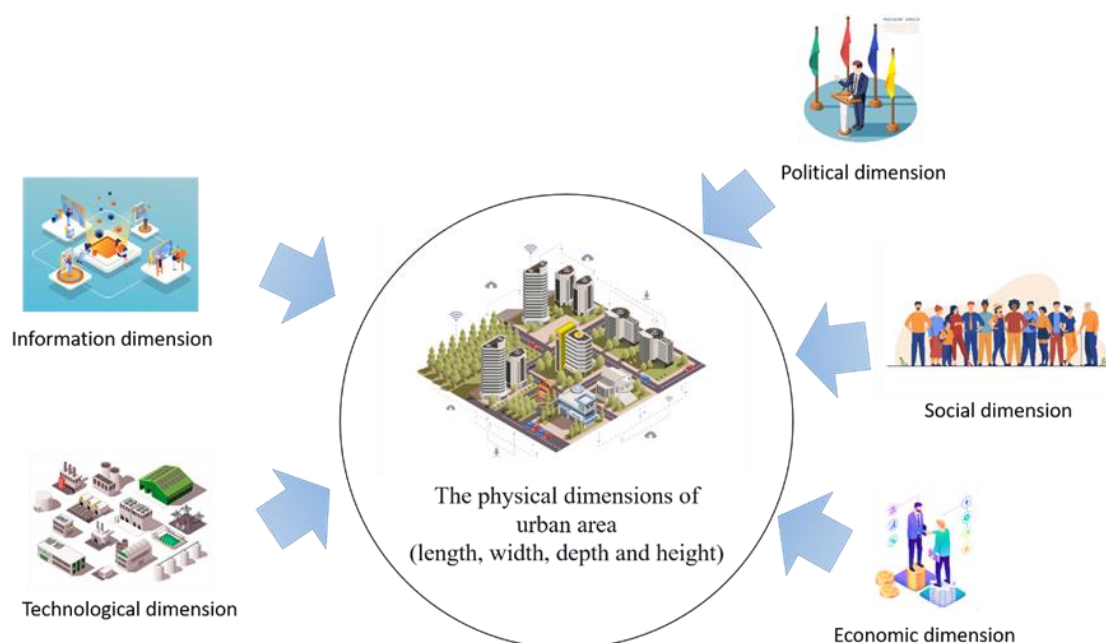 Political dimension
Information dimension
Social dimension
The physical dimensions of
urban area
(length, width, depth and height)
Technological dimension
Economic dimension